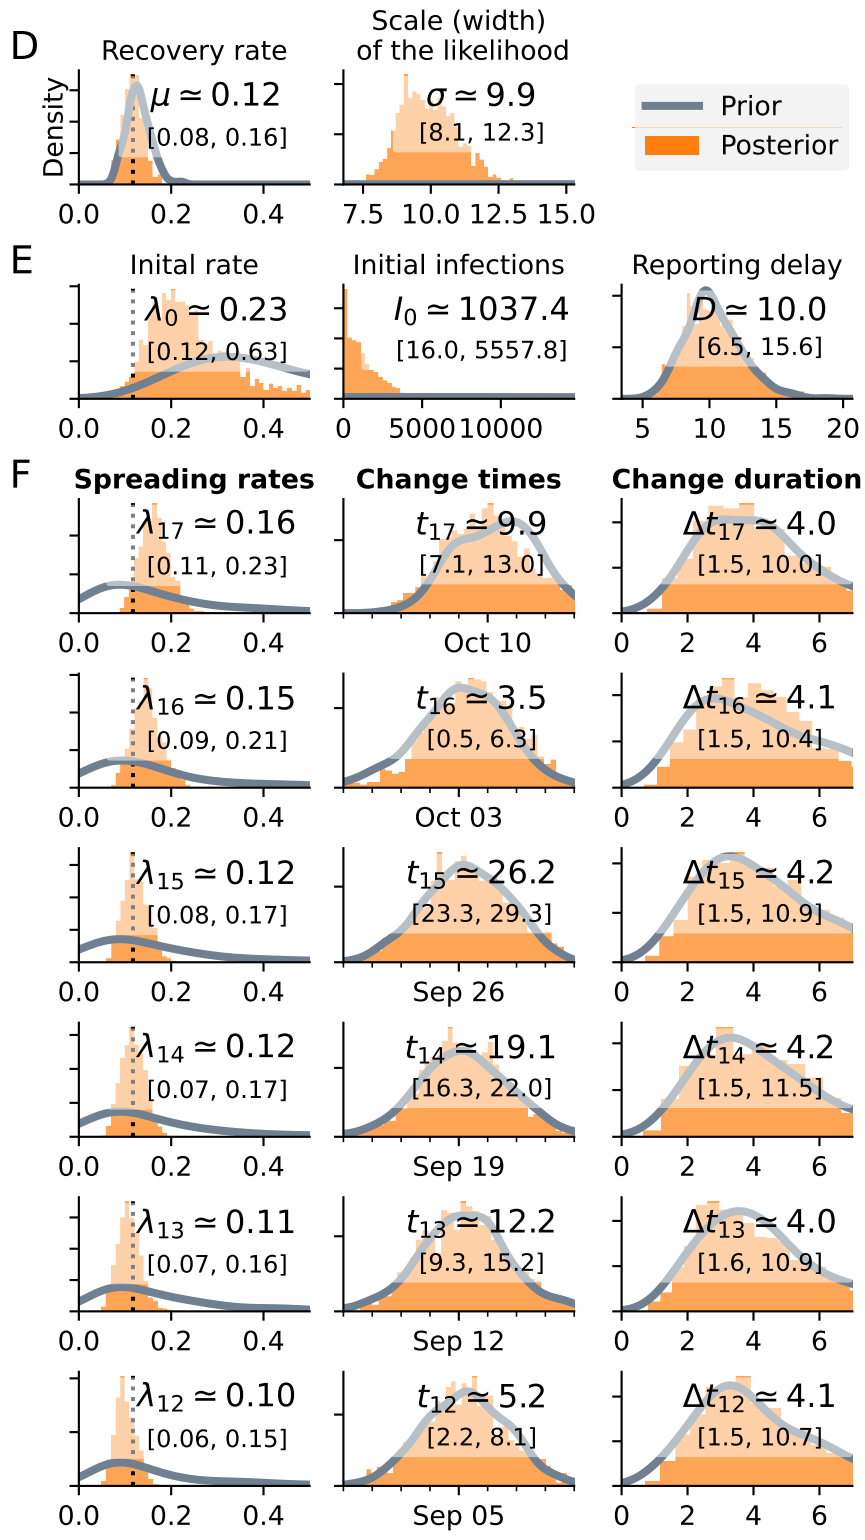 D
Recovery rate
Scale (width)
of the likelihood
Density
μ ≃ 0.12
[0.08, 0.16]
0.0 0.2 0.4
σ ≃ 9.9
[8.1, 12.3]
7.5 10.0 12.5 15.0
Prior
Posterior
E
Inital rate
λ0 ≃ 0.23
[0.12, 0.63]
0.0 0.2 0.4
Initial infections
I0 ≃ 1037.4
[16.0, 5557.8]
0 5000 10000
Reporting delay
D ≃ 10.0
[6.5, 15.6]
5 10 15 20
F
Spreading rates
Change times
Change duration
λ17 ≃ 0.16
[0.11, 0.23]
0.0 0.2 0.4
t17 ≃ 9.9
[7.1, 13.0]
Oct 10
Δt17 ≃ 4.0
[1.5, 10.0]
0 2 4 6
λ16 ≃ 0.15
[0.09, 0.21]
0.0 0.2 0.4
t16 ≃ 3.5
[0.5, 6.3]
Oct 03
Δt16 ≃ 4.1
[1.5, 10.4]
0 2 4 6
λ15 ≃ 0.12
[0.08, 0.17]
0.0 0.2 0.4
t15 ≃ 26.2
[23.3, 29.3]
Sep 26
Δt15 ≃ 4.2
[1.5, 10.9]
0 2 4 6
λ14 ≃ 0.12
[0.07, 0.17]
0.0 0.2 0.4
t14 ≃ 19.1
[16.3, 22.0]
Sep 19
Δt14 ≃ 4.2
[1.5, 11.5]
0 2 4 6
λ13 ≃ 0.11
[0.07, 0.16]
0.0 0.2 0.4
t13 ≃ 12.2
[9.3, 15.2]
Sep 12
Δt13 ≃ 4.0
[1.6, 10.9]
0 2 4 6
λ12 ≃ 0.10
[0.06, 0.15]
0.0 0.2 0.4
t12 ≃ 5.2
[2.2, 8.1]
Sep 05
Δt12 ≃ 4.1
[1.5, 10.7]
0 2 4 6